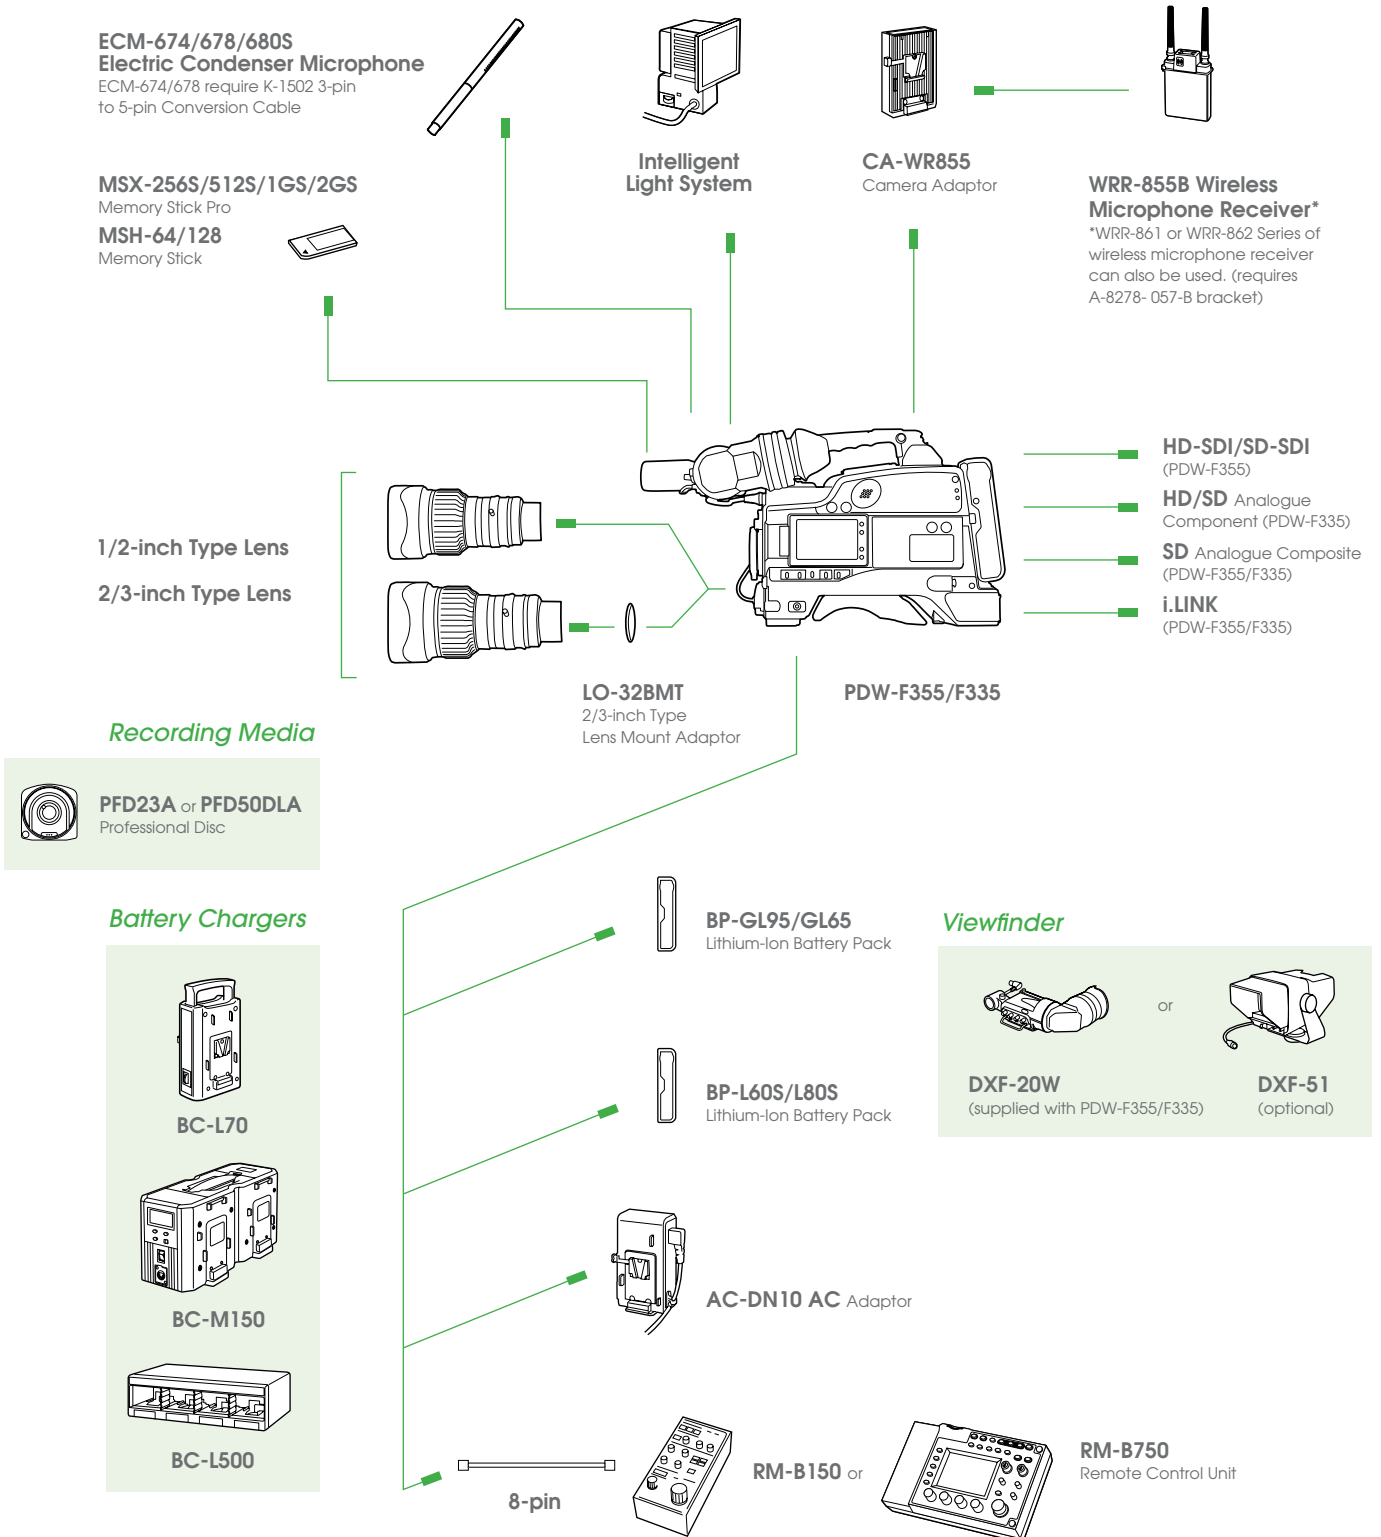 ECM-674/678/680S
Electric Condenser Microphone
ECM-674/678 require K-1502 3-pin
to 5-pin Conversion Cable
MSX-256S/512S/1GS/2GS
Memory Stick Pro
MSH-64/128
Memory Stick
Intelligent
Light System
CA-WR855
Camera Adaptor
WRR-855B Wireless
Microphone Receiver*
*WRR-861 or WRR-862 Series of
wireless microphone receiver
can also be used. (requires
A-8278- 057-B bracket)
HD-SDI/SD-SDI
(PDW-F355)
HD/SD Analogue
Component (PDW-F335)
SD Analogue Composite
(PDW-F355/F335)
i.LINK
(PDW-F355/F335)
1/2-inch Type Lens
2/3-inch Type Lens
LO-32BMT
2/3-inch Type
Lens Mount Adaptor
PDW-F355/F335
Recording Media
PFD23A or PFD50DLA
Professional Disc
Battery Chargers
BC-L70
BC-M150
BC-L500
BP-GL95/GL65
Lithium-Ion Battery Pack
BP-L60S/L80S
Lithium-Ion Battery Pack
AC-DN10 AC Adaptor
Viewfinder
or
DXF-20W
(supplied with PDW-F355/F335)
DXF-51
(optional)
8-pin
RM-B150 or
RM-B750
Remote Control Unit